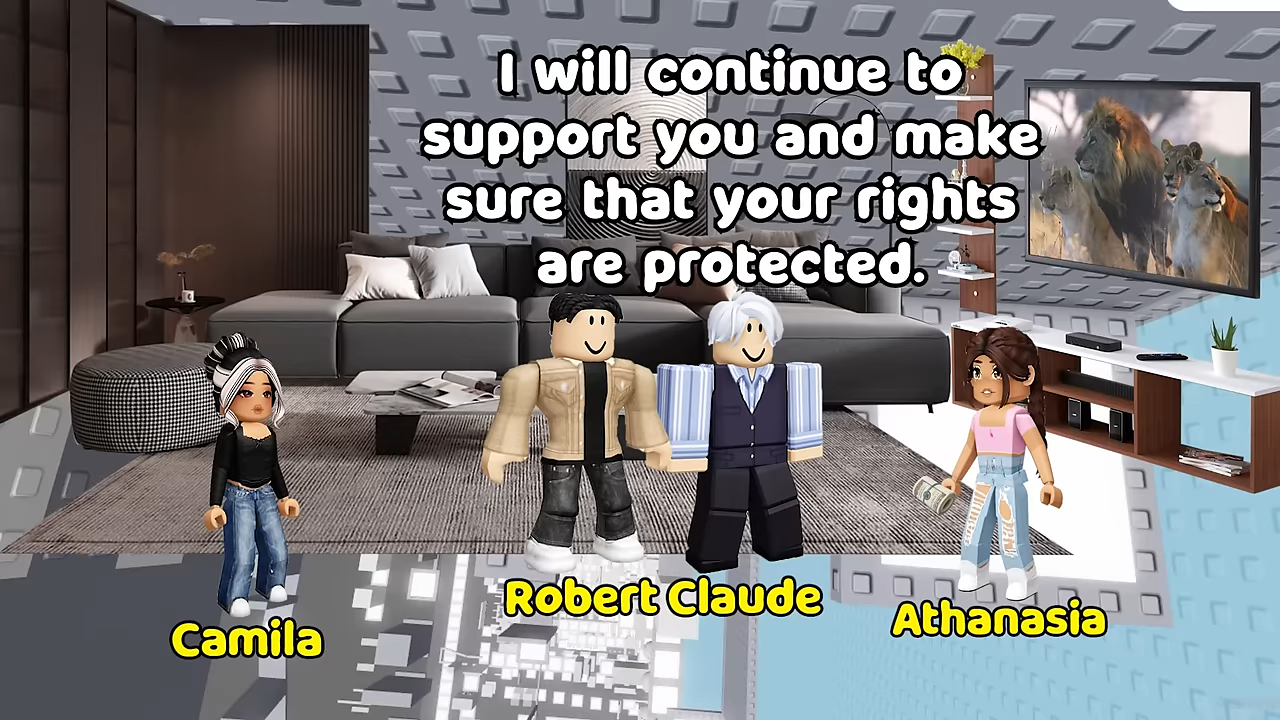 I will continue to
support you and make
sure that your rights
are protected.
Camila
Robert Claude
Athanasia